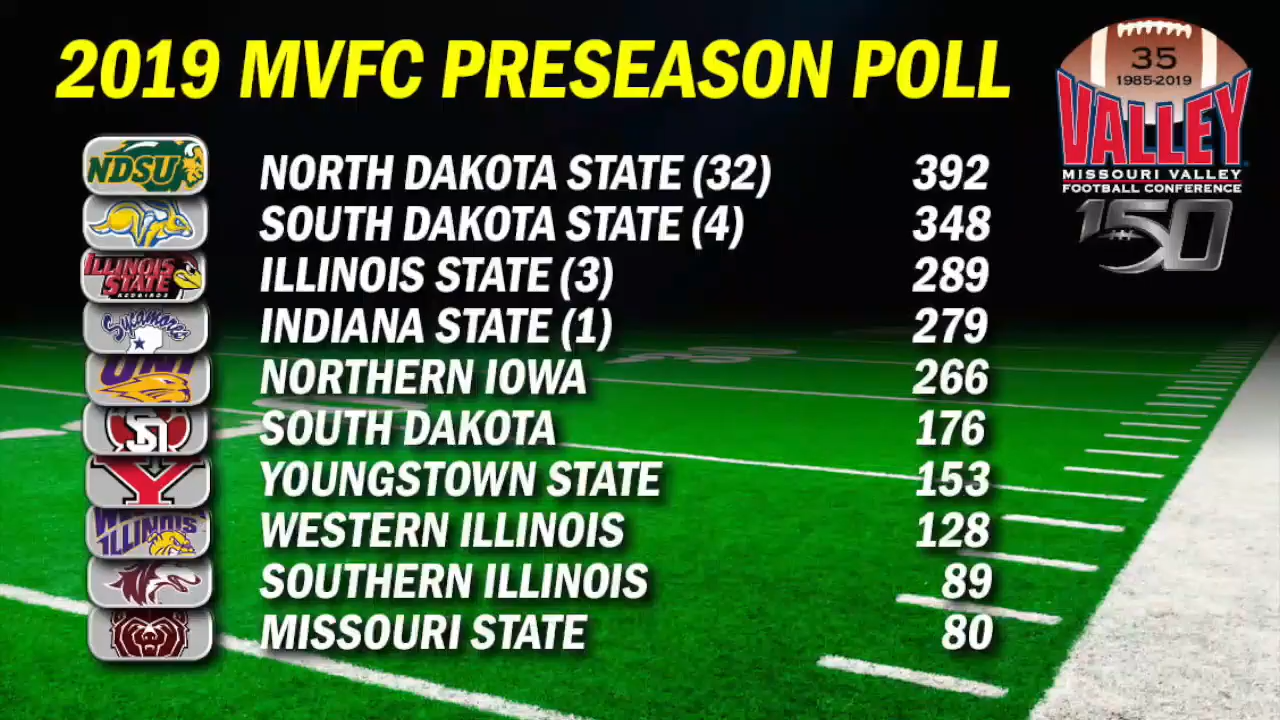 2019 MVFC PRESEASON POLL
35
1985-2019
VALLEY
MISSOURI VALLEY
FOOTBALL CONFERENCE
150
NDSU NORTH DAKOTA STATE (32) 392
SOUTH DAKOTA STATE (4) 348
ILLINOIS STATE ILLINOIS STATE (3) 289
Sycamores INDIANA STATE (1) 279
UNI NORTHERN IOWA 266
SOUTH DAKOTA 176
Y YOUNGSTOWN STATE 153
ILLINOIS WESTERN ILLINOIS 128
SOUTHERN ILLINOIS 89
MISSOURI STATE 80